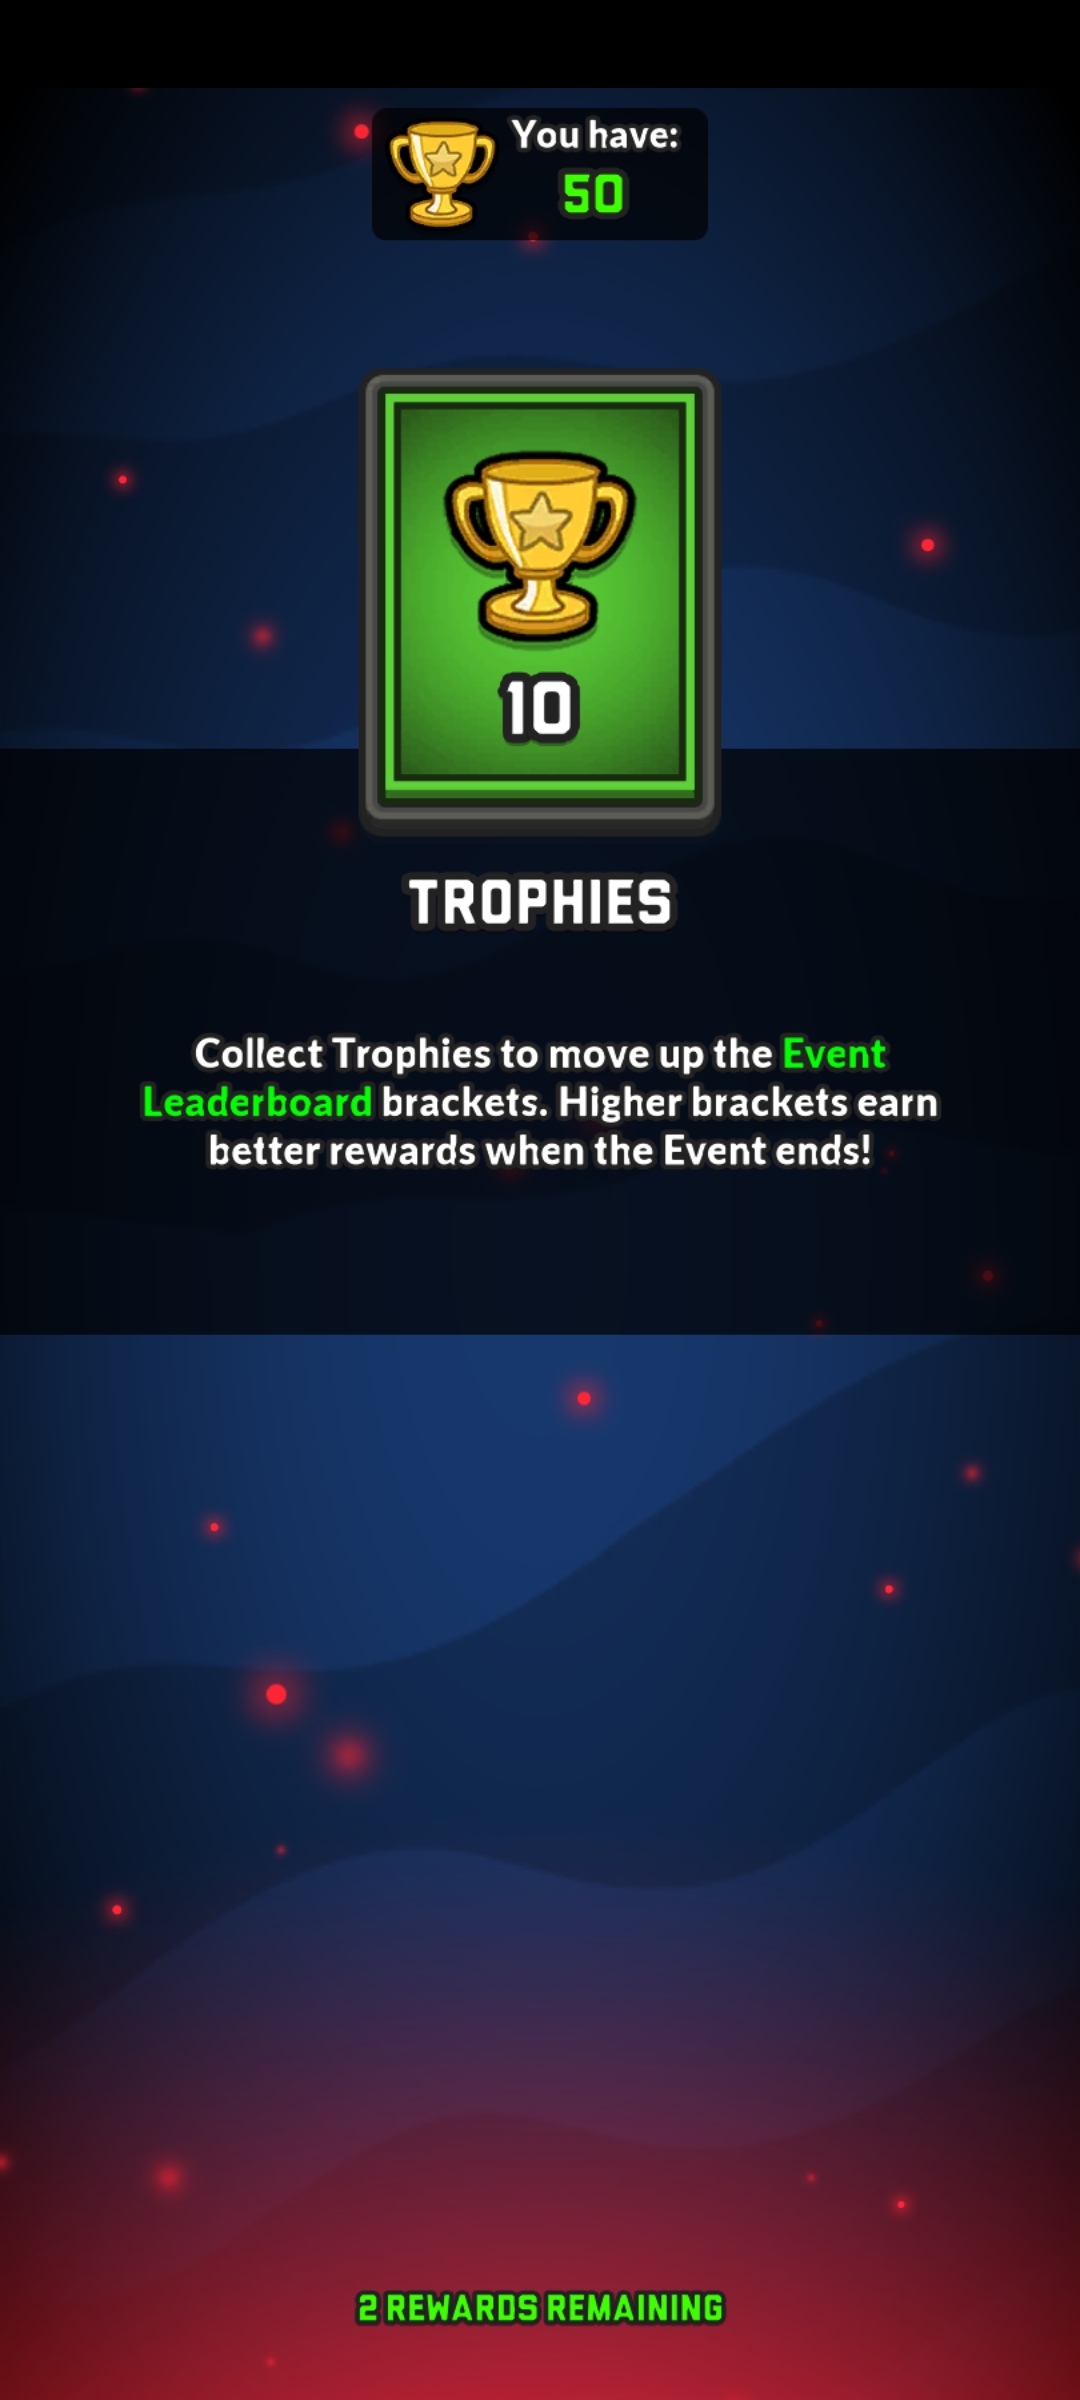 You have:
50
10
TROPHIES
Collect Trophies to move up the Event
Leaderboard brackets. Higher brackets earn
better rewards when the Event ends!
2 REWARDS REMAINING